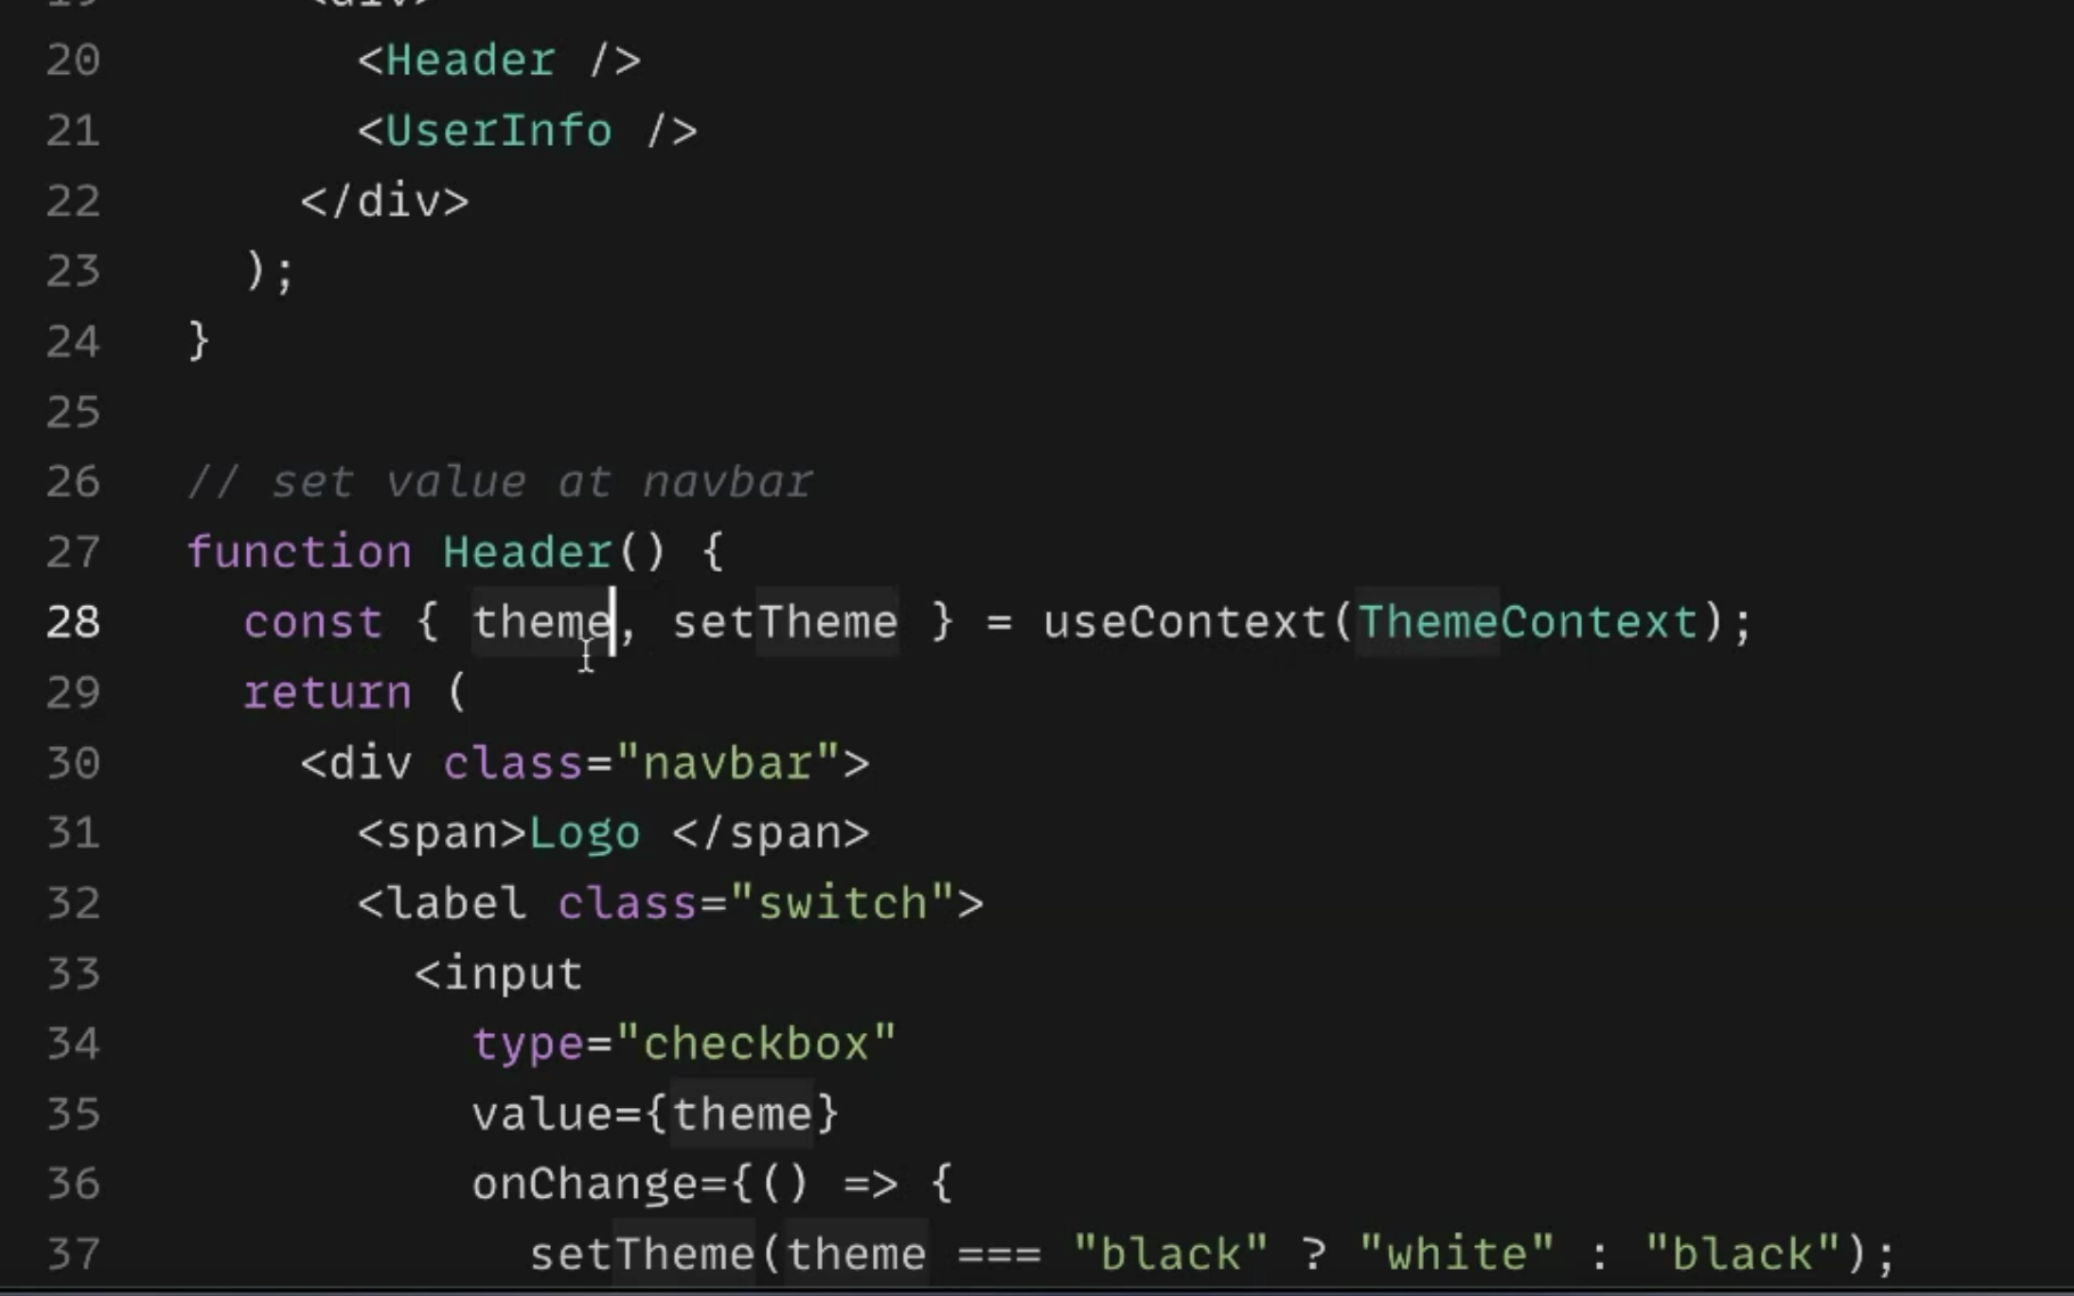 19 <div>
20 <Header />
21 <UserInfo />
22 </div>
23 );
24 }
25
26 // set value at navbar
27 function Header() {
28 const { theme, setTheme } = useContext(ThemeContext);
29 return (
30 <div class="navbar">
31 <span>Logo </span>
32 <label class="switch">
33 <input
34 type="checkbox"
35 value={theme}
36 onChange={() => {
37 setTheme(theme === "black" ? "white" : "black");